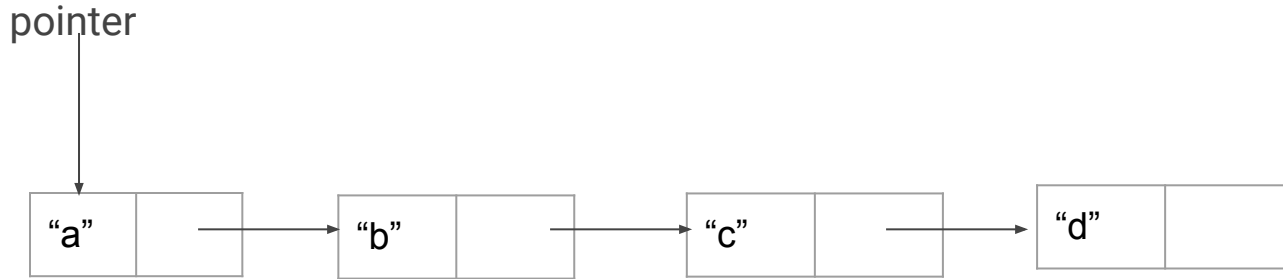 pointer
“a”
“b”
“c”
“d”